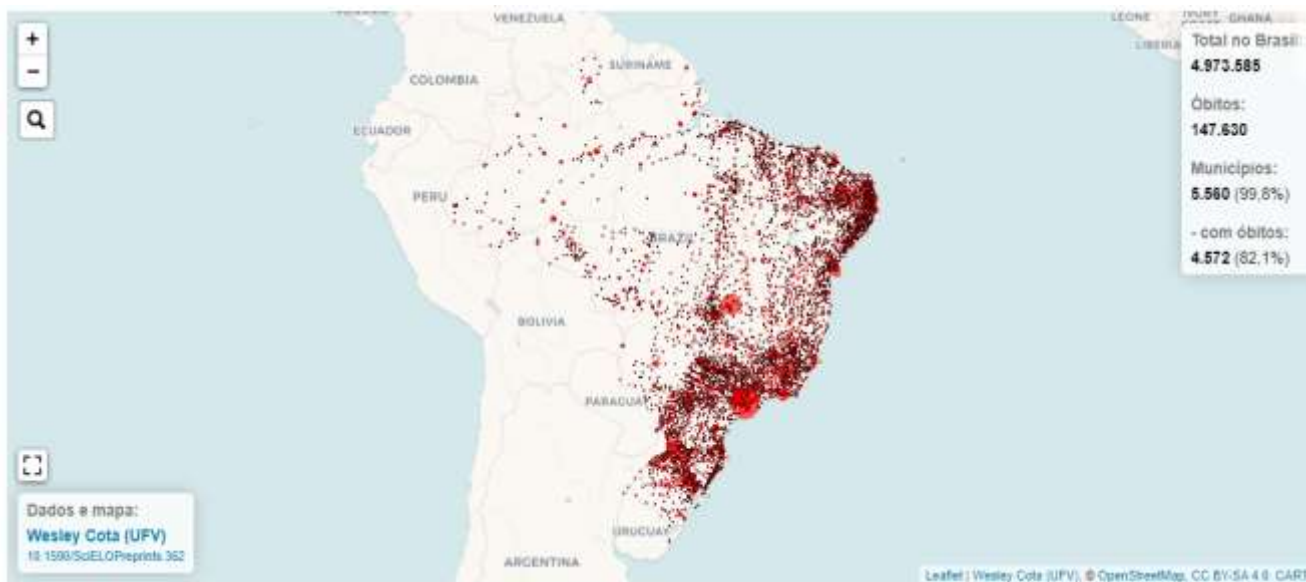 +
−
VENEZUELA
LEONE
IVORY
GHANA
LIBERIA
Total no Brasil:
4.973.585
Óbitos:
147.630
Municípios:
5.560 (99,8%)
- com óbitos:
4.572 (82,1%)
SURINAME
COLOMBIA
ECUADOR
PERU
BRAZIL
BOLIVIA
PARAGUAY
URUGUAY
ARGENTINA
Dados e mapa:
Wesley Cota (UFV)
10.1590/SciELOPreprints.362
Leaflet | Wesley Cota (UFV), © OpenStreetMap, CC BY-SA 4.0, CART